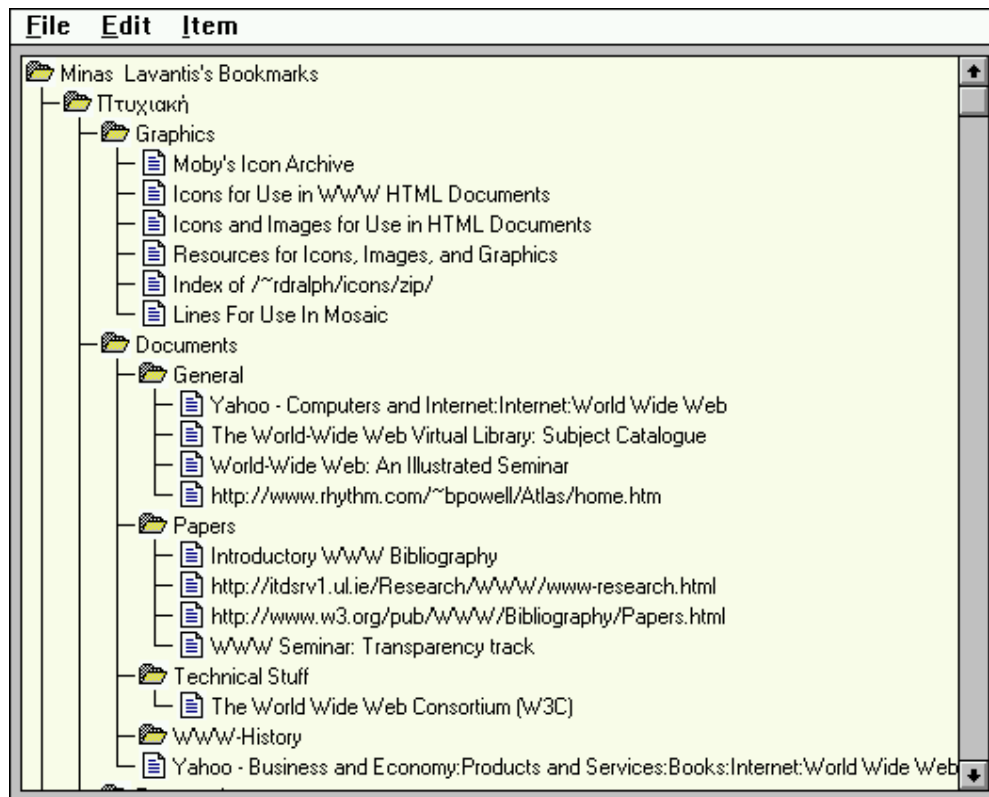 File Edit Item
Minas Lavantis's Bookmarks
Πτυχιακή
Graphics
Moby's Icon Archive
Icons for Use in WWW HTML Documents
Icons and Images for Use in HTML Documents
Resources for Icons, Images, and Graphics
Index of /~rdralph/icons/zip/
Lines For Use In Mosaic
Documents
General
Yahoo - Computers and Internet:Internet:World Wide Web
The World-Wide Web Virtual Library: Subject Catalogue
World-Wide Web: An Illustrated Seminar
http://www.rhythm.com/~bpowell/Atlas/home.htm
Papers
Introductory WWW Bibliography
http://itdsrv1.ul.ie/Research/WWW/www-research.html
http://www.w3.org/pub/WWW/Bibliography/Papers.html
WWW Seminar: Transparency track
Technical Stuff
The World Wide Web Consortium (W3C)
WWW-History
Yahoo - Business and Economy:Products and Services:Books:Internet:World Wide Web